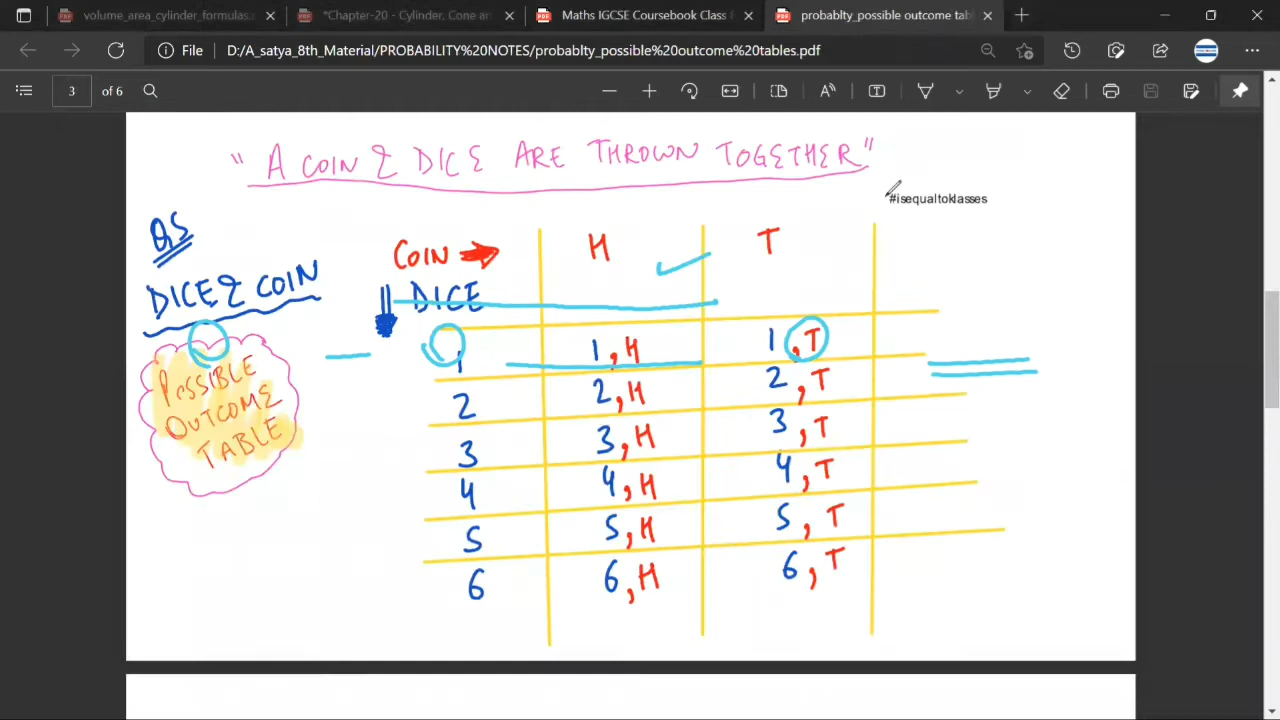 volume_area_cylinder_formulas.c
*Chapter-20 - Cylinder, Cone an
Maths IGCSE Coursebook Class 8
probablty_possible outcome tab
File
D:/A_satya_8th_Material/PROBABILITY%20NOTES/probablty_possible%20outcome%20tables.pdf
3
of 6
"A COIN & DICE ARE THROWN TOGETHER"
#isequaltoklasses
COIN H T
DICE & COIN
DICE
1 1,H 1,T
POSSIBLE
OUTCOME
TABLE
2 2,H 2,T
3 3,H 3,T
4 4,H 4,T
5 5,H 5,T
6 6,H 6,T